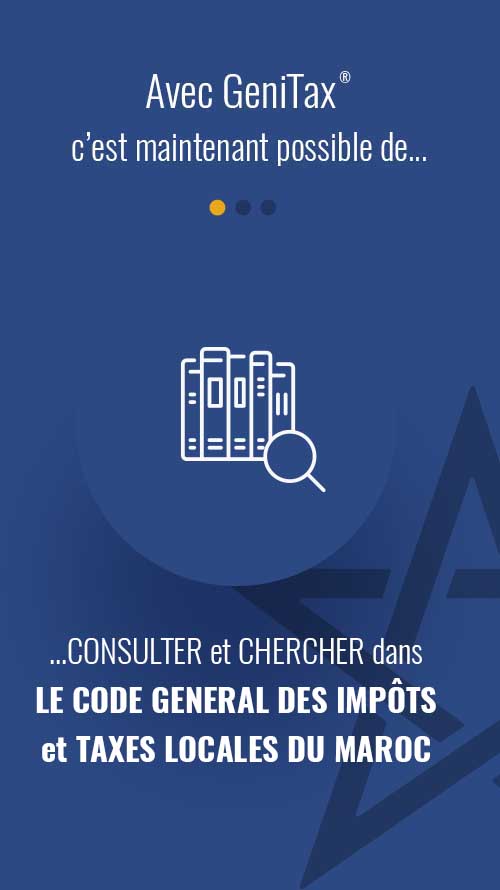 Avec GeniTax®
c’est maintenant possible de...
...CONSULTER et CHERCHER dans
LE CODE GENERAL DES IMPÔTS
et TAXES LOCALES DU MAROC